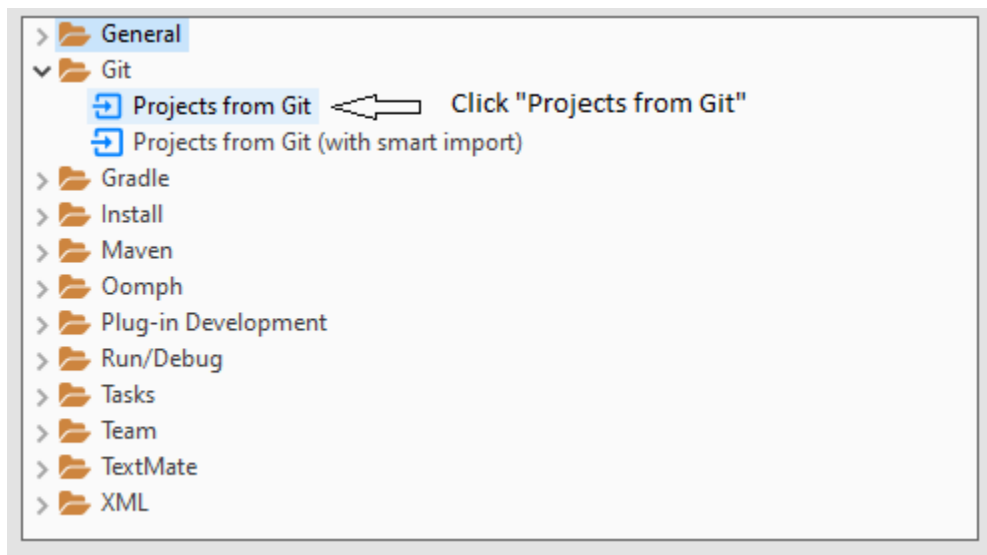 General
Git
Projects from Git Click "Projects from Git"
Projects from Git (with smart import)
Gradle
Install
Maven
Oomph
Plug-in Development
Run/Debug
Tasks
Team
TextMate
XML